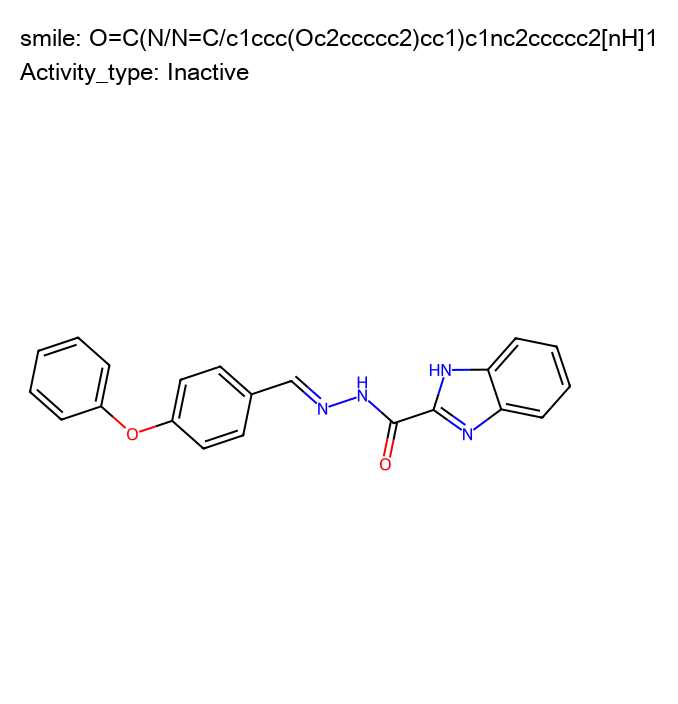 smile: O=C(N/N=C/c1ccc(Oc2ccccc2)cc1)c1nc2ccccc2[nH]1
Activity_type: Inactive
HN
H
N
N
O
N
O